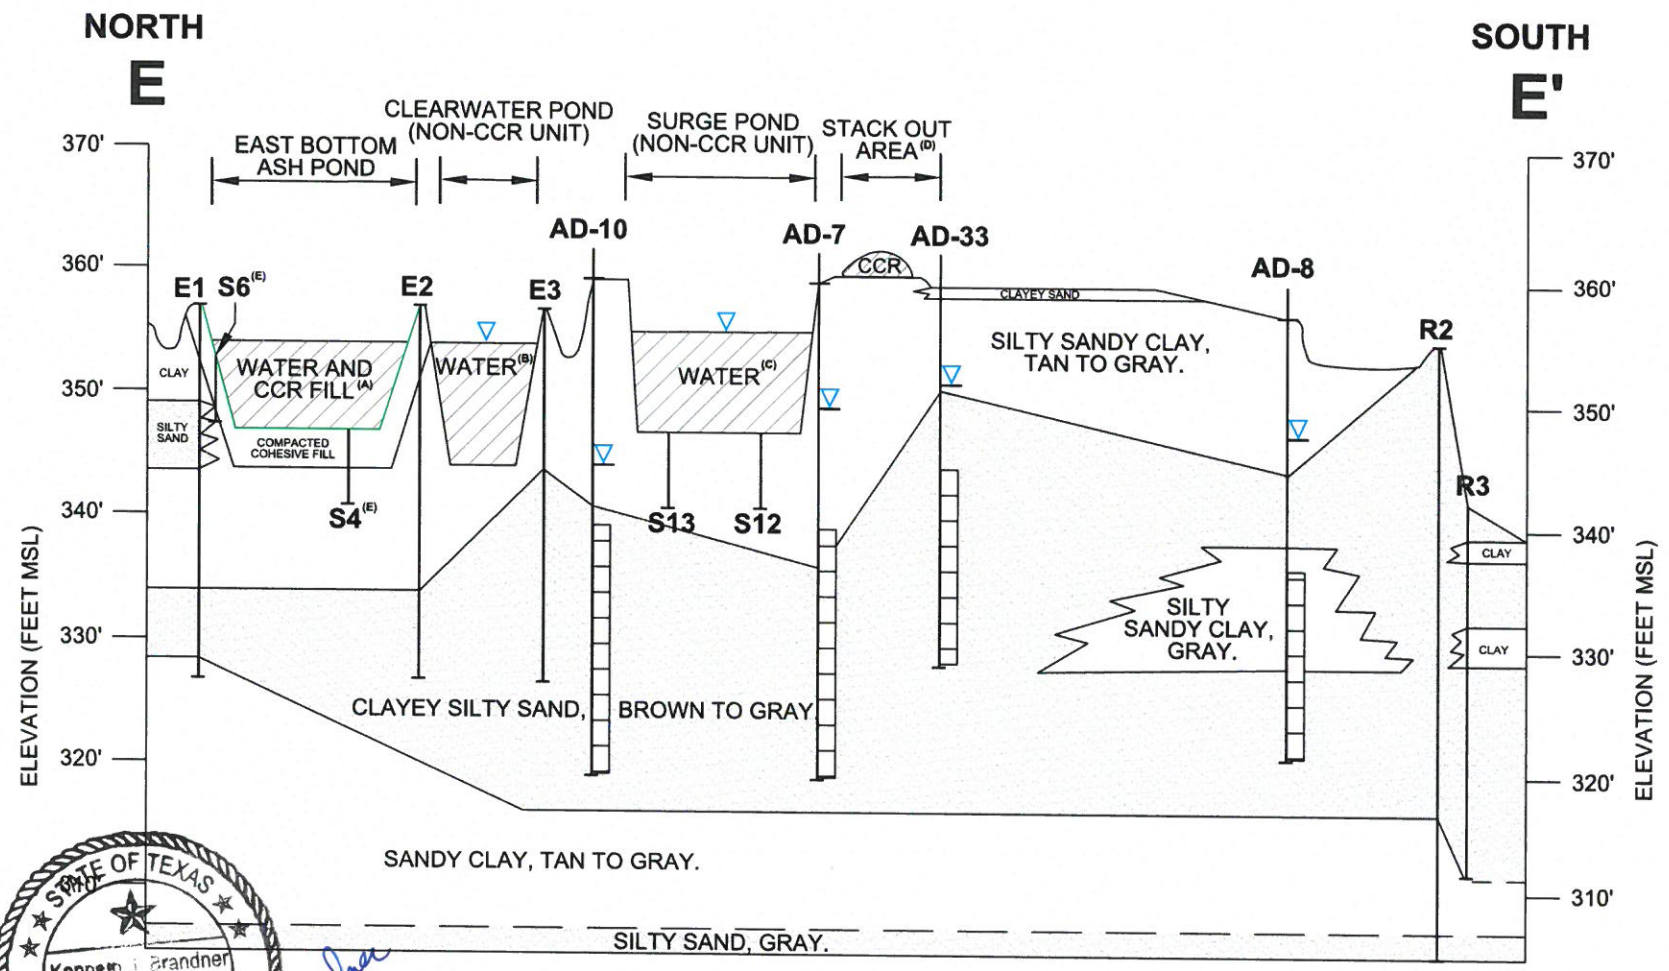 NORTH
E
SOUTH
E'
EAST BOTTOM
ASH POND
CLEARWATER POND
(NON-CCR UNIT)
SURGE POND
(NON-CCR UNIT)
STACK OUT
AREA(D)
370'
360'
350'
340'
330'
320'
ELEVATION (FEET MSL)
370'
360'
350'
340'
330'
320'
310'
ELEVATION (FEET MSL)
E1
S6(E)
E2
E3
AD-10
AD-7
AD-33
AD-8
R2
R3
CCR
CLAYEY SAND
SILTY SANDY CLAY,
TAN TO GRAY.
CLAY
SILTY
SAND
WATER AND
CCR FILL(A)
COMPACTED
COHESIVE FILL
WATER(B)
WATER(C)
S4(E)
S13
S12
SILTY
SANDY CLAY,
GRAY.
CLAY
CLAY
CLAYEY SILTY SAND, BROWN TO GRAY
SANDY CLAY, TAN TO GRAY.
SILTY SAND, GRAY.
STATE OF TEXAS
Brandner